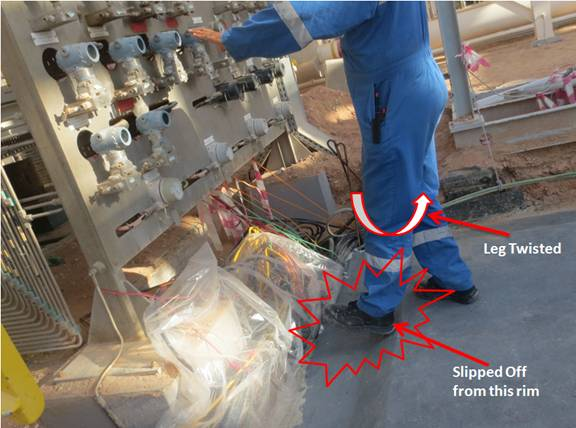 Leg Twisted
Slipped Off
from this rim